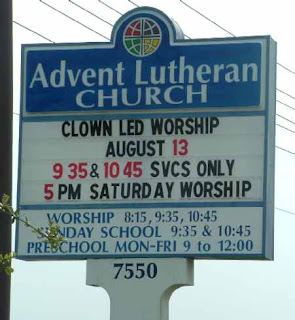 Advent Lutheran
CHURCH
CLOWN LED WORSHIP
AUGUST 13
9 35 & 10 45 SVCS ONLY
5 PM SATURDAY WORSHIP
WORSHIP 8:15, 9:35, 10:45
SUNDAY SCHOOL 9:35 & 10:45
PRESCHOOL MON-FRI 9 to 12:00
7550